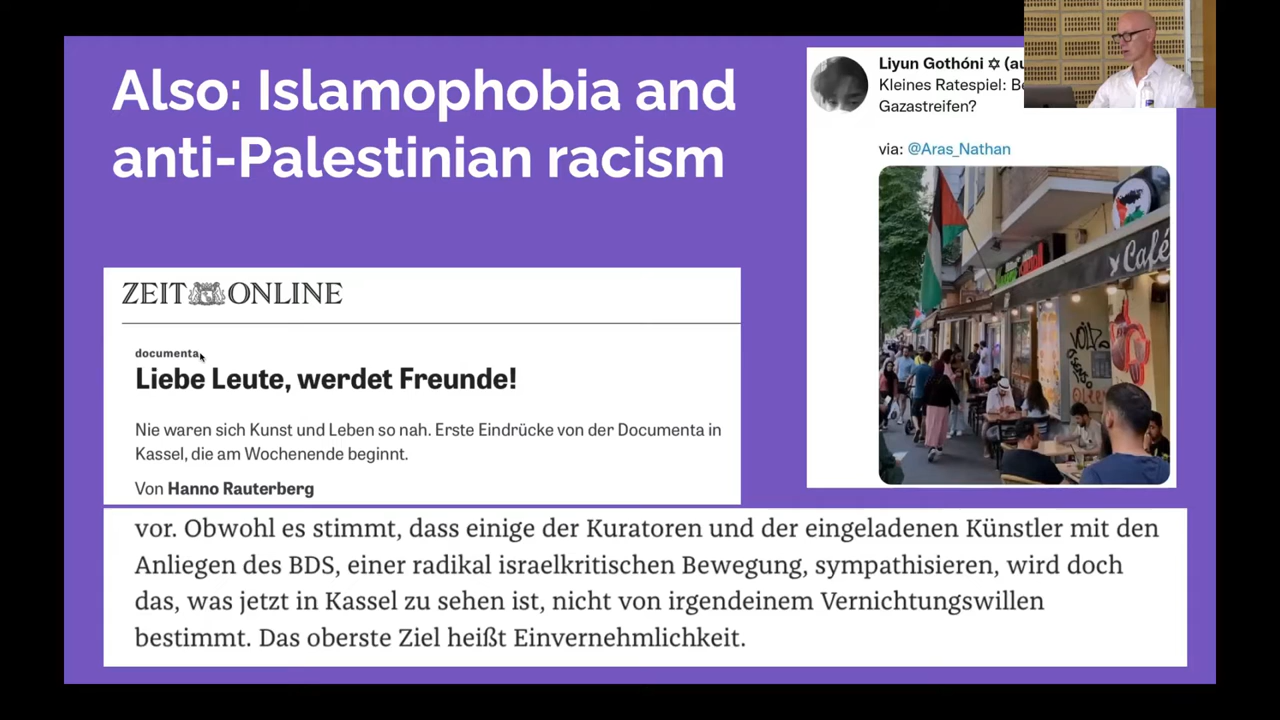 Also: Islamophobia and
anti-Palestinian racism
Liyun Gothóni ✡ (au
Kleines Ratespiel:
Gazastreifen?
via: @Aras_Nathan
Café
ZEIT ONLINE
documenta
Liebe Leute, werdet Freunde!
Nie waren sich Kunst und Leben so nah. Erste Eindrücke von der Documenta in
Kassel, die am Wochenende beginnt.
Von Hanno Rauterberg
vor. Obwohl es stimmt, dass einige der Kuratoren und der eingeladenen Künstler mit den
Anliegen des BDS, einer radikal israelkritischen Bewegung, sympathisieren, wird doch
das, was jetzt in Kassel zu sehen ist, nicht von irgendeinem Vernichtungswillen
bestimmt. Das oberste Ziel heißt Einvernehmlichkeit.